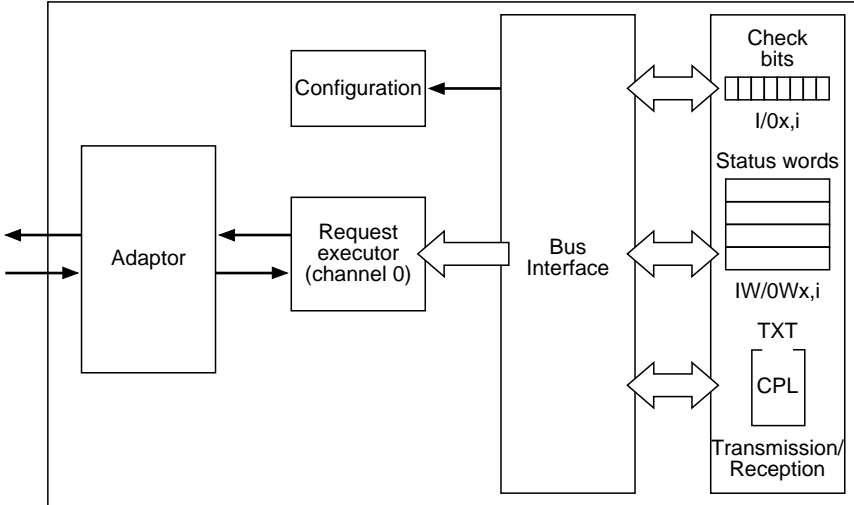 Configuration
Adaptor
Request
executor
(channel 0)
Bus
Interface
Check
bits
I/0x,i
Status words
IW/0Wx,i
TXT
CPL
Transmission/
Reception